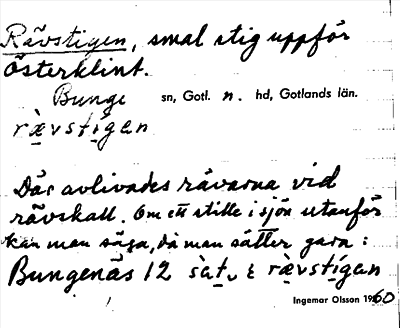 Rävstigen, smal stig uppför
Österklint.
Bunge sn, Gotl. n. hd, Gotlands län.
rævstigen
Där avlivades rävarna vid
rävskall. Om ett ställe i sjön utanför
kan man säga, då man sätter garn:
Bungenäs 12 sat. ɛ rævstigan
Ingemar Olsson 1960